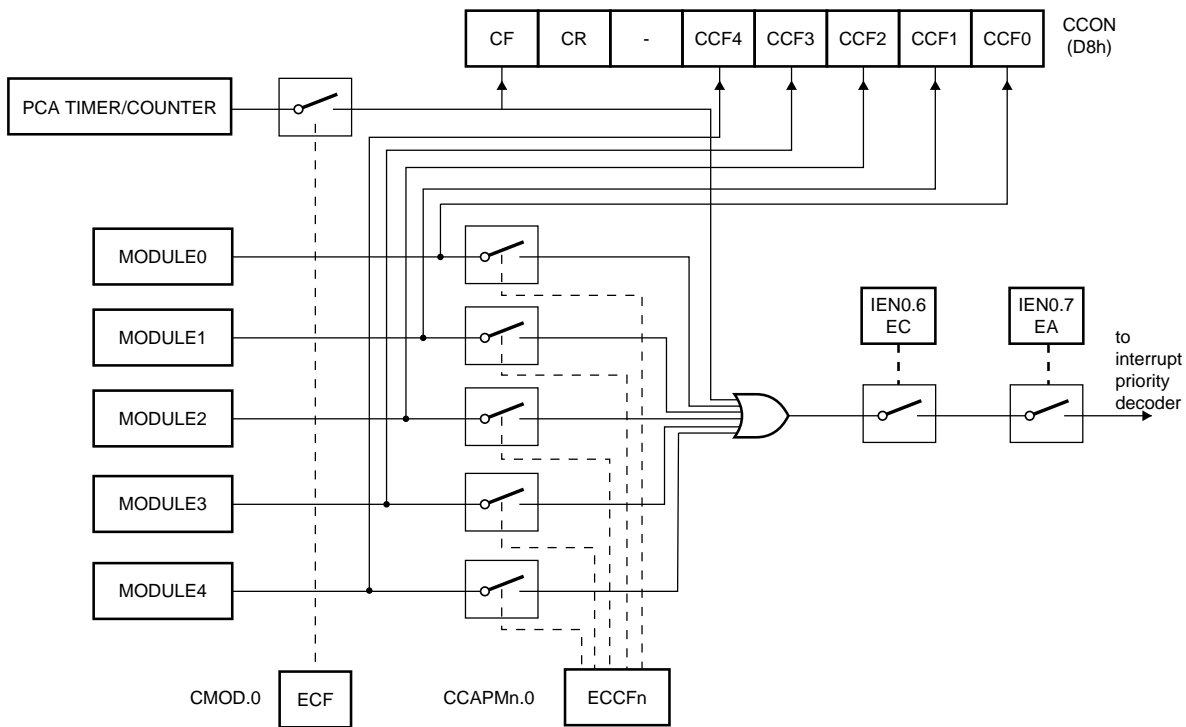 CF CR - CCF4 CCF3 CCF2 CCF1 CCF0
CCON
(D8h)
PCA TIMER/COUNTER
MODULE0
MODULE1
MODULE2
MODULE3
MODULE4
IEN0.6
EC
IEN0.7
EA
to
interrupt
priority
decoder
CMOD.0
ECF
CCAPMn.0
ECCFn